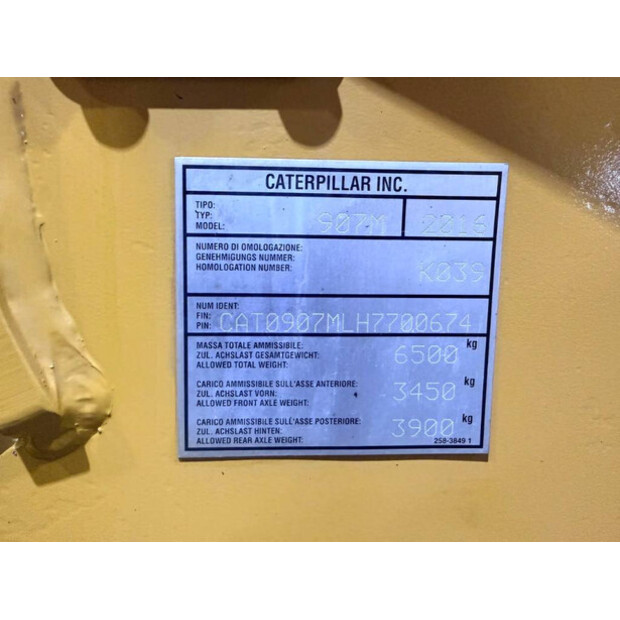 CATERPILLAR INC.
TIPO:
TYP:
MODEL: 907M 2016
NUMERO DI OMOLOGAZIONE:
GENEHMIGUNGS NUMMER:
HOMOLOGATION NUMBER: K039
NUM IDENT:
FIN:
PIN: CAT0907MLH7700674
MASSA TOTALE AMMISSIBILE:
ZUL. ACHSLAST GESAMTGEWICHT: 6500 kg
ALLOWED TOTAL WEIGHT:
CARICO AMMISSIBILE SULL'ASSE ANTERIORE:
ZUL. ACHSLAST VORN: 3450 kg
ALLOWED FRONT AXLE WEIGHT:
CARICO AMMISSIBILE SULL'ASSE POSTERIORE:
ZUL. ACHSLAST HINTEN: 3900 kg
ALLOWED REAR AXLE WEIGHT: 258-3849 1